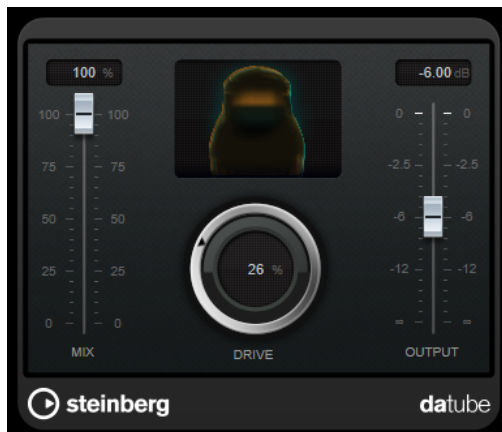 100 %
-6.00 dB
100 100
0 0
75 75
-2.5 -2.5
50 50
-6 -6
26 %
25 25
-12 -12
0 0
∞ ∞
MIX
DRIVE
OUTPUT
steinberg
datube